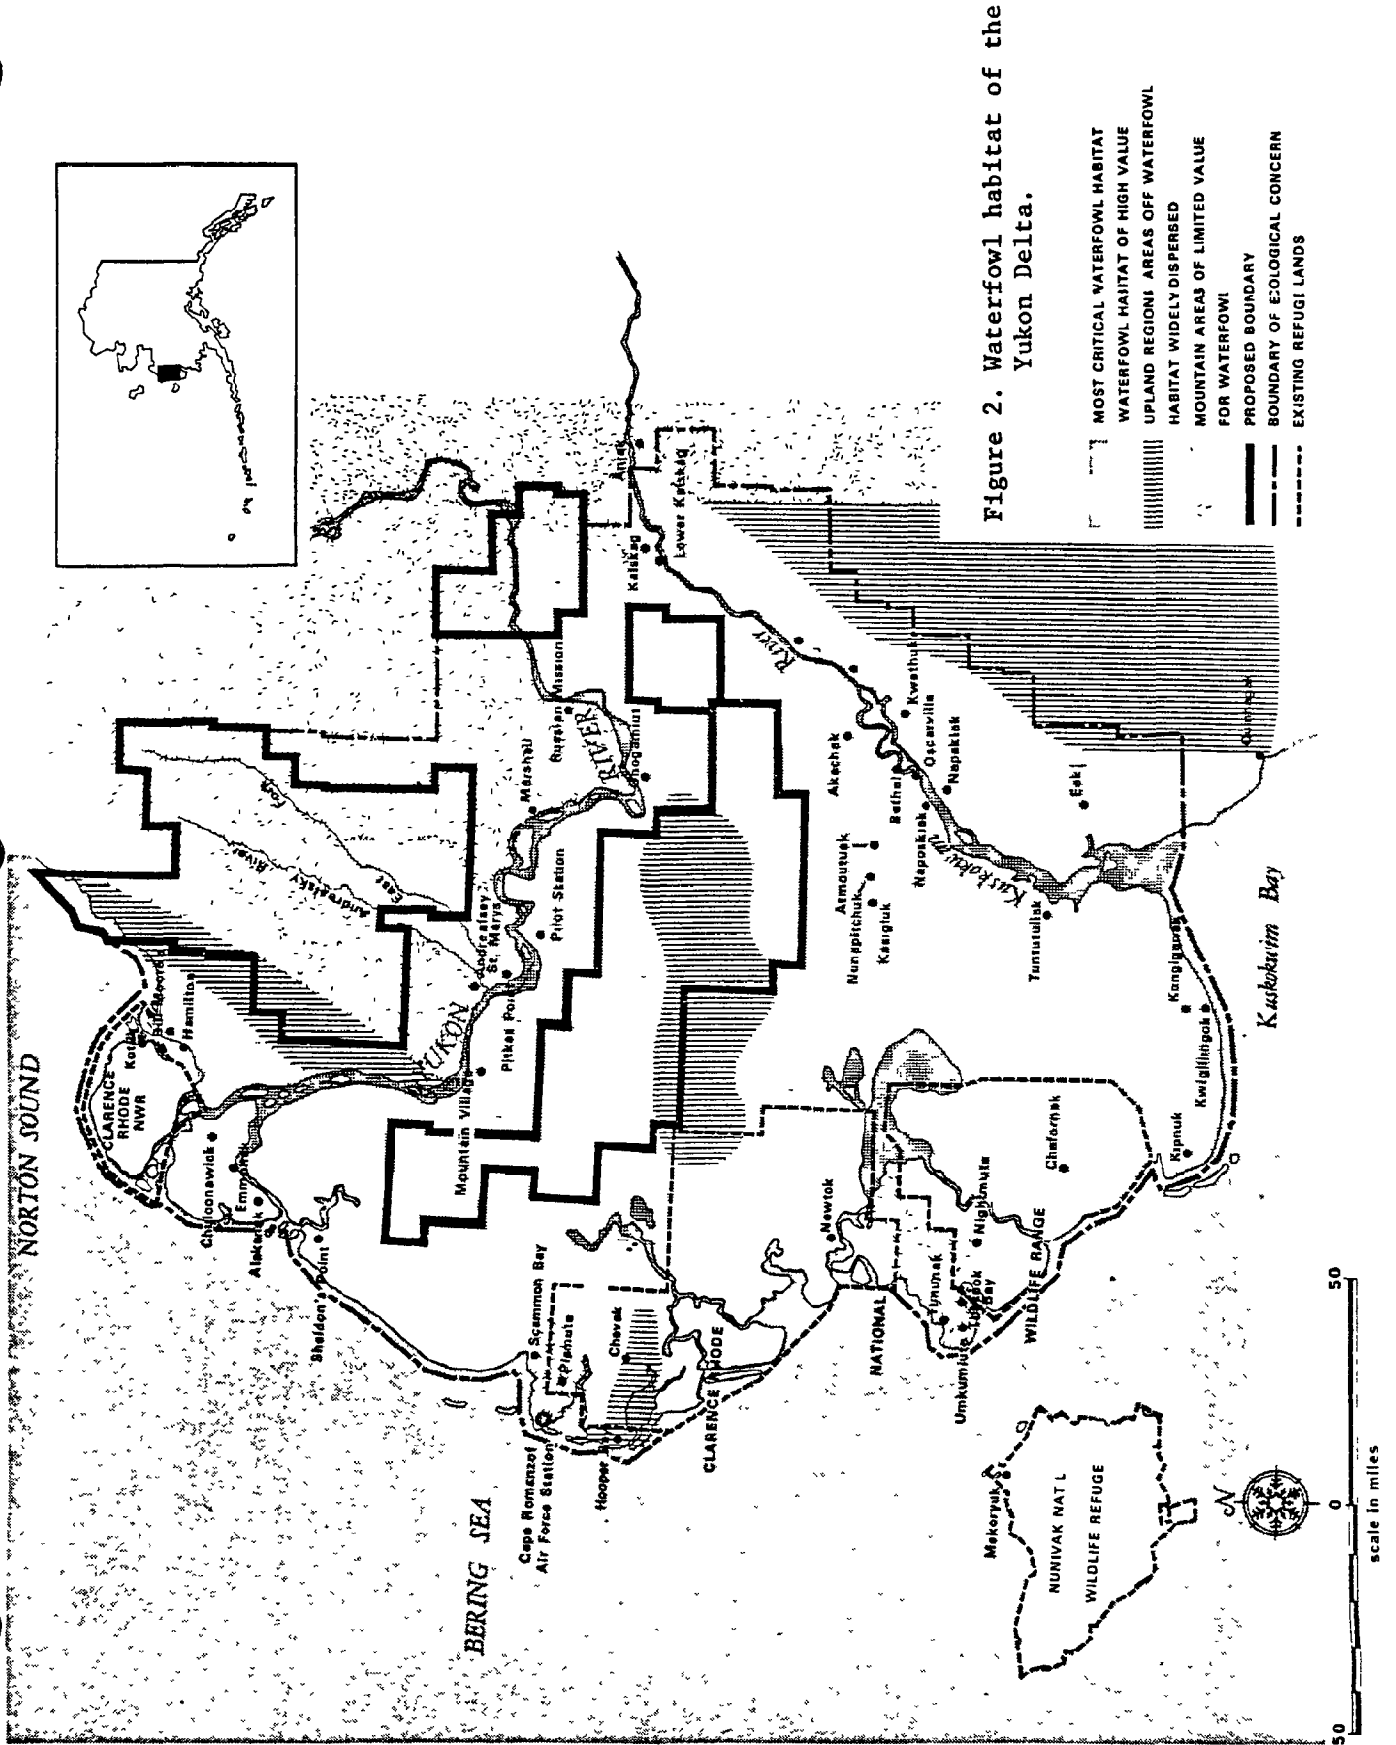 NORTON SOUND
BERING SEA
CLARENCE
RHODE
NWR
Kotlik
Hamilton
Chuloonawick
Emmonak
Alakanuk
Sheldon's Point
Andreafsky
River
East
Fork
YUKON
RIVER
Mountain Village
Pitkas Point
Andreafsky
St. Marys
Pilot Station
Marshall
Russian Mission
Ohogamiut
Scammon Bay
Cape Romanzof
Air Force Station
Hooper Bay
Chevak
CLARENCE RHODE
NATIONAL
WILDLIFE RANGE
Newtok
Tununak
Umkumiute
Toksook
Bay
Nightmute
Chefornak
Kipnuk
Kwigillingok
Kongiganak
Tuntutuliak
Kuskokwim
River
Nunapitchuk
Kasigluk
Akachak
Bethel
Oscarville
Napaskiak
Napakiak
Kwethluk
Eek
Quinhagak
Kalskag
Lower Kalskag
Aniak
Kuskokwim Bay
Mekoryuk
NUNIVAK NAT'L
WILDLIFE REFUGE
N
50 0 50
scale in miles
Figure 2. Waterfowl habitat of the
Yukon Delta.
MOST CRITICAL WATERFOWL HABITAT
WATERFOWL HABITAT OF HIGH VALUE
UPLAND REGIONS AREAS OFF WATERFOWL
HABITAT WIDELY DISPERSED
MOUNTAIN AREAS OF LIMITED VALUE
FOR WATERFOWL
PROPOSED BOUNDARY
BOUNDARY OF ECOLOGICAL CONCERN
EXISTING REFUGE LANDS